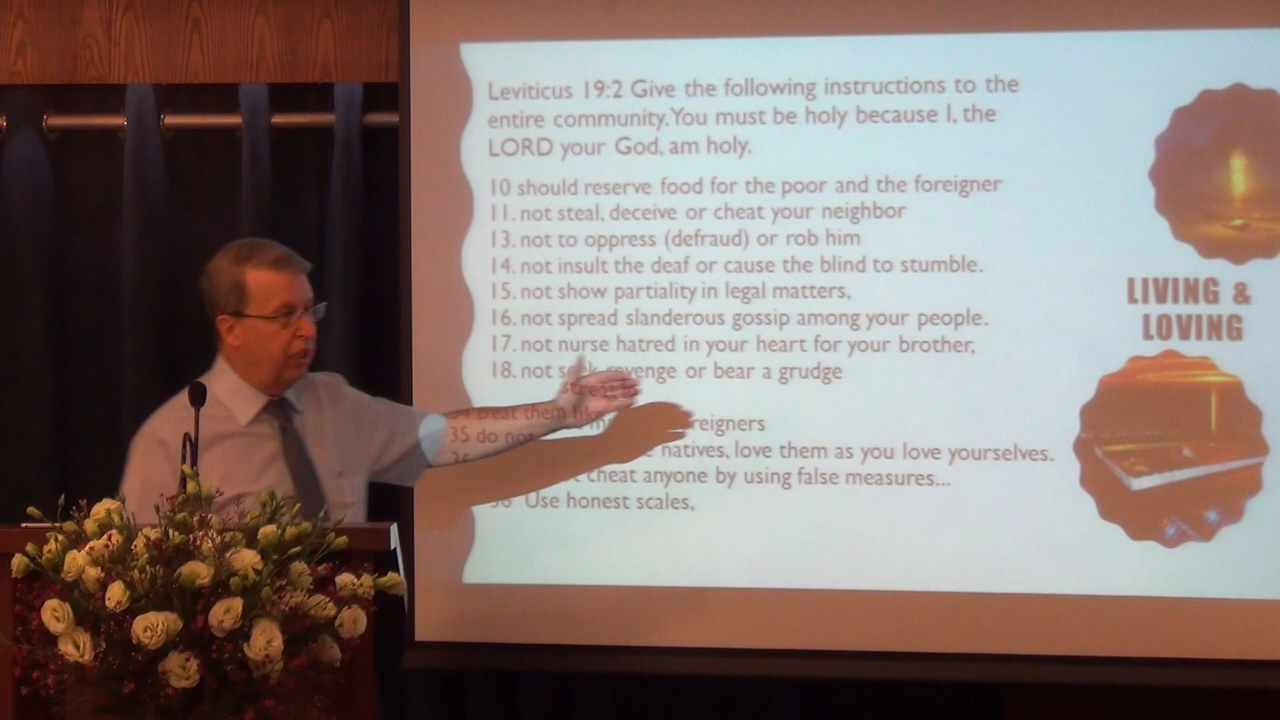 Leviticus 19:2 Give the following instructions to the
entire community. You must be holy because I, the
LORD your God, am holy.
10 should reserve food for the poor and the foreigner
11. not steal, deceive or cheat your neighbor
13. not to oppress (defraud) or rob him
14. not insult the deaf or cause the blind to stumble.
15. not show partiality in legal matters,
16. not spread slanderous gossip among your people.
17. not nurse hatred in your heart for your brother,
18. not seek revenge or bear a grudge
treat them like
35 do not
natives, love them as you love yourselves.
cheat anyone by using false measures...
Use honest scales,
LIVING &
LOVING